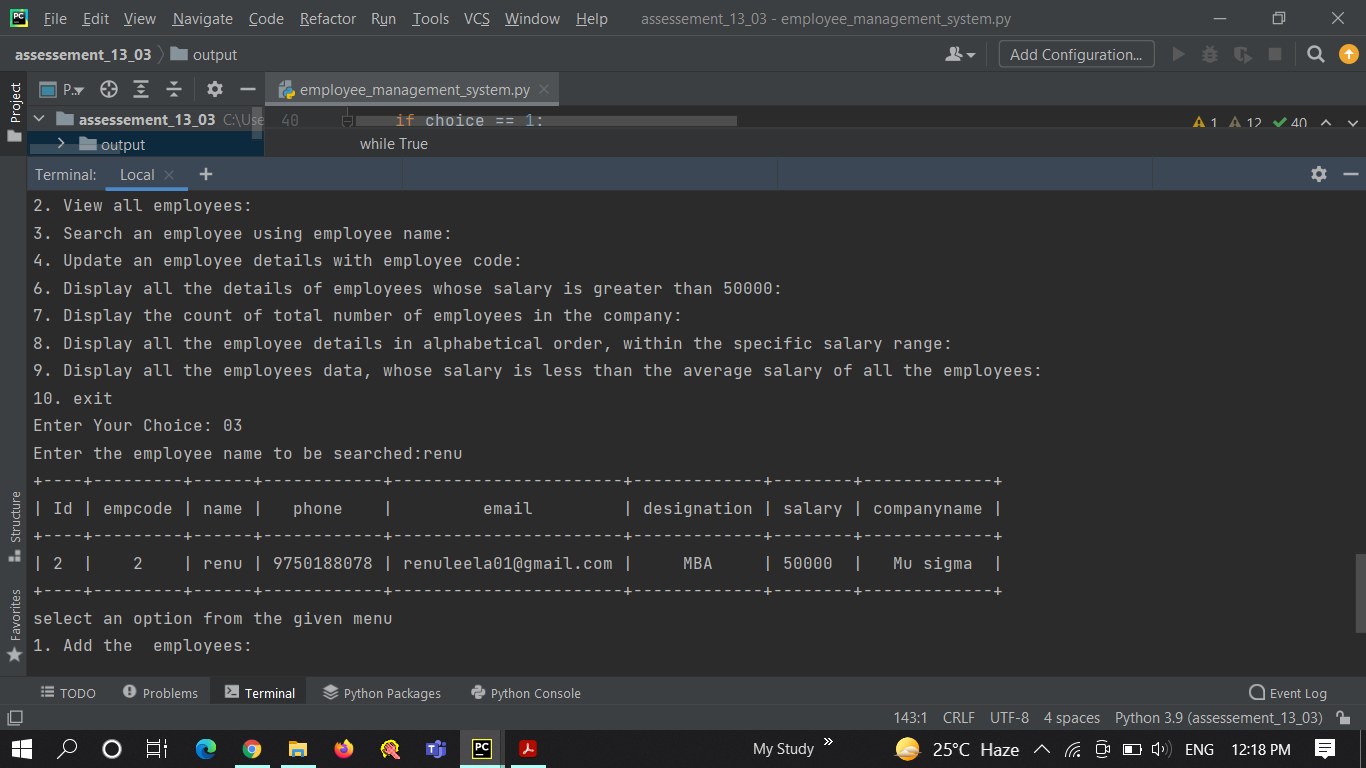 PC File Edit View Navigate Code Refactor Run Tools VCS Window Help assessement_13_03 - employee_management_system.py
assessement_13_03 output Add Configuration...
Project P.. employee_management_system.py
assessement_13_03 C:\Use 40 if choice == 1: 1 12 40
output while True
Terminal: Local +
2. View all employees:
3. Search an employee using employee name:
4. Update an employee details with employee code:
6. Display all the details of employees whose salary is greater than 50000:
7. Display the count of total number of employees in the company:
8. Display all the employee details in alphabetical order, within the specific salary range:
9. Display all the employees data, whose salary is less than the average salary of all the employees:
10. exit
Enter Your Choice: 03
Enter the employee name to be searched:renu
+----+---------+------+------------+-----------------------+-------------+--------+-------------+
| Id | empcode | name |   phone    |         email         | designation | salary | companyname |
+----+---------+------+------------+-----------------------+-------------+--------+-------------+
| 2  |    2    | renu | 9750188078 | renuleela01@gmail.com |     MBA     | 50000  |   Mu sigma  |
+----+---------+------+------------+-----------------------+-------------+--------+-------------+
select an option from the given menu
1. Add the  employees:
Structure
Favorites
TODO Problems Terminal Python Packages Python Console Event Log
143:1 CRLF UTF-8 4 spaces Python 3.9 (assessement_13_03)
PC My Study » 25°C Haze ENG 12:18 PM